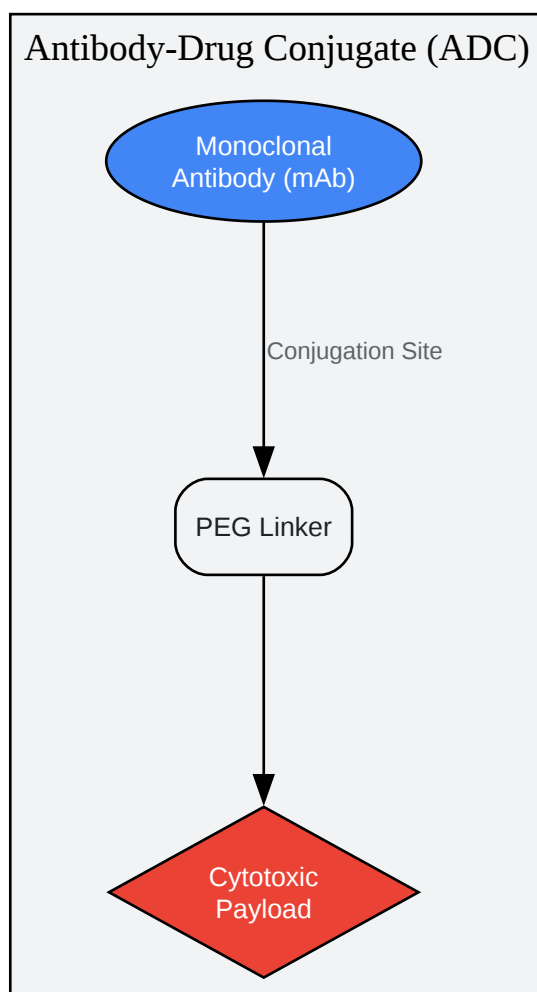 Antibody-Drug Conjugate (ADC)
Monoclonal
Antibody (mAb)
Conjugation Site
PEG Linker
Cytotoxic
Payload